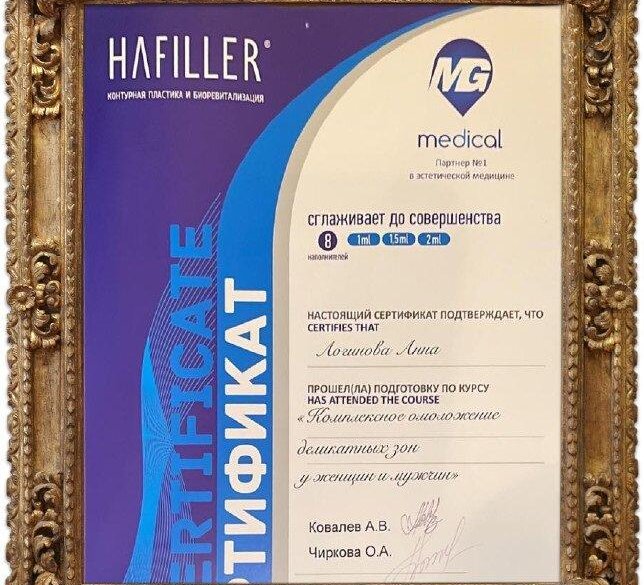 HAFILLER®
КОНТУРНАЯ ПЛАСТИКА И БИОРЕВИТАЛИЗАЦИЯ
MG
medical
Партнер №1
в эстетической медицине
сглаживает до совершенства
8 1ml 1,5ml 2ml
наполнителей
ERTIFICATE
РТИФИКАТ
НАСТОЯЩИЙ СЕРТИФИКАТ ПОДТВЕРЖДАЕТ, ЧТО
CERTIFIES THAT
Логинова Анна
ПРОШЕЛ(ЛА) ПОДГОТОВКУ ПО КУРСУ
HAS ATTENDED THE COURSE
«Комплексное омоложение
деликатных зон
у женщин и мужчин»
Ковалев А.В.
Чиркова О.А.